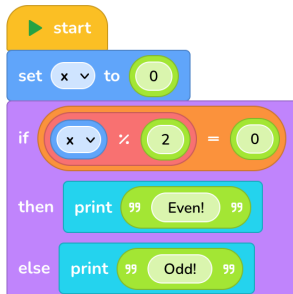 start
set x to 0
if x % 2 = 0
then print " Even! "
else print " Odd! "